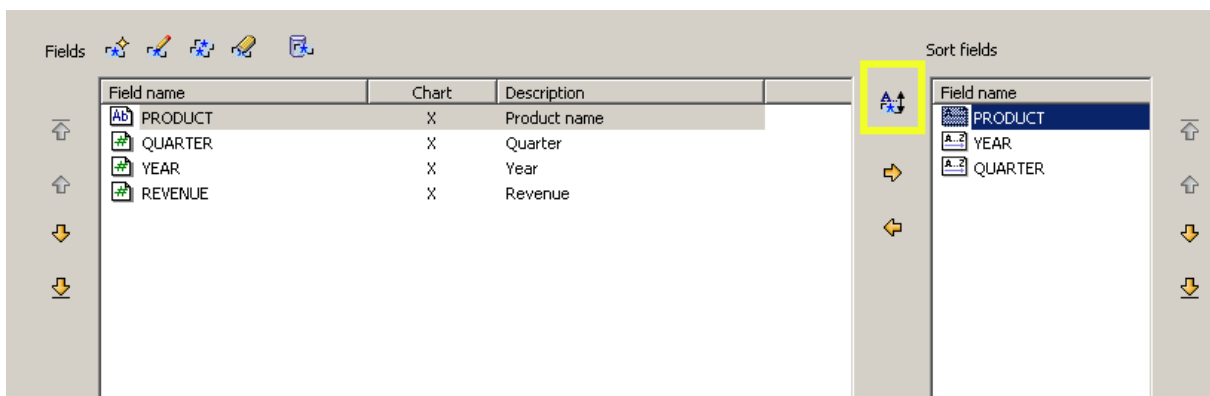 Fields
Sort fields
Field name Chart Description
Field name
PRODUCT X Product name
QUARTER X Quarter
YEAR X Year
REVENUE X Revenue
PRODUCT
YEAR
QUARTER